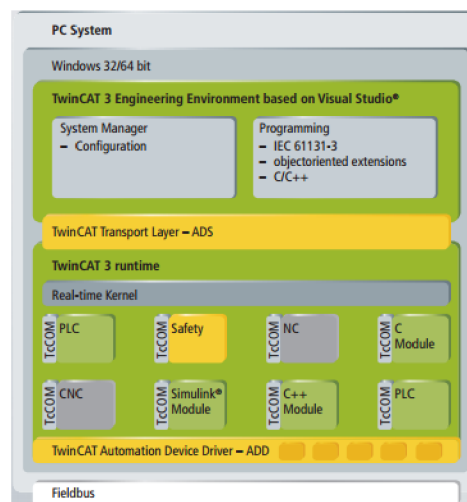 PC System
Windows 32/64 bit
TwinCAT 3 Engineering Environment based on Visual Studio®
System Manager
– Configuration
Programming
– IEC 61131-3
– objectoriented extensions
– C/C++
TwinCAT Transport Layer – ADS
TwinCAT 3 runtime
Real-time Kernel
TcCOM
PLC
TcCOM
Safety
TcCOM
NC
TcCOM
C
Module
TcCOM
CNC
TcCOM
Simulink®
Module
TcCOM
C++
Module
TcCOM
PLC
TwinCAT Automation Device Driver – ADD
Fieldbus